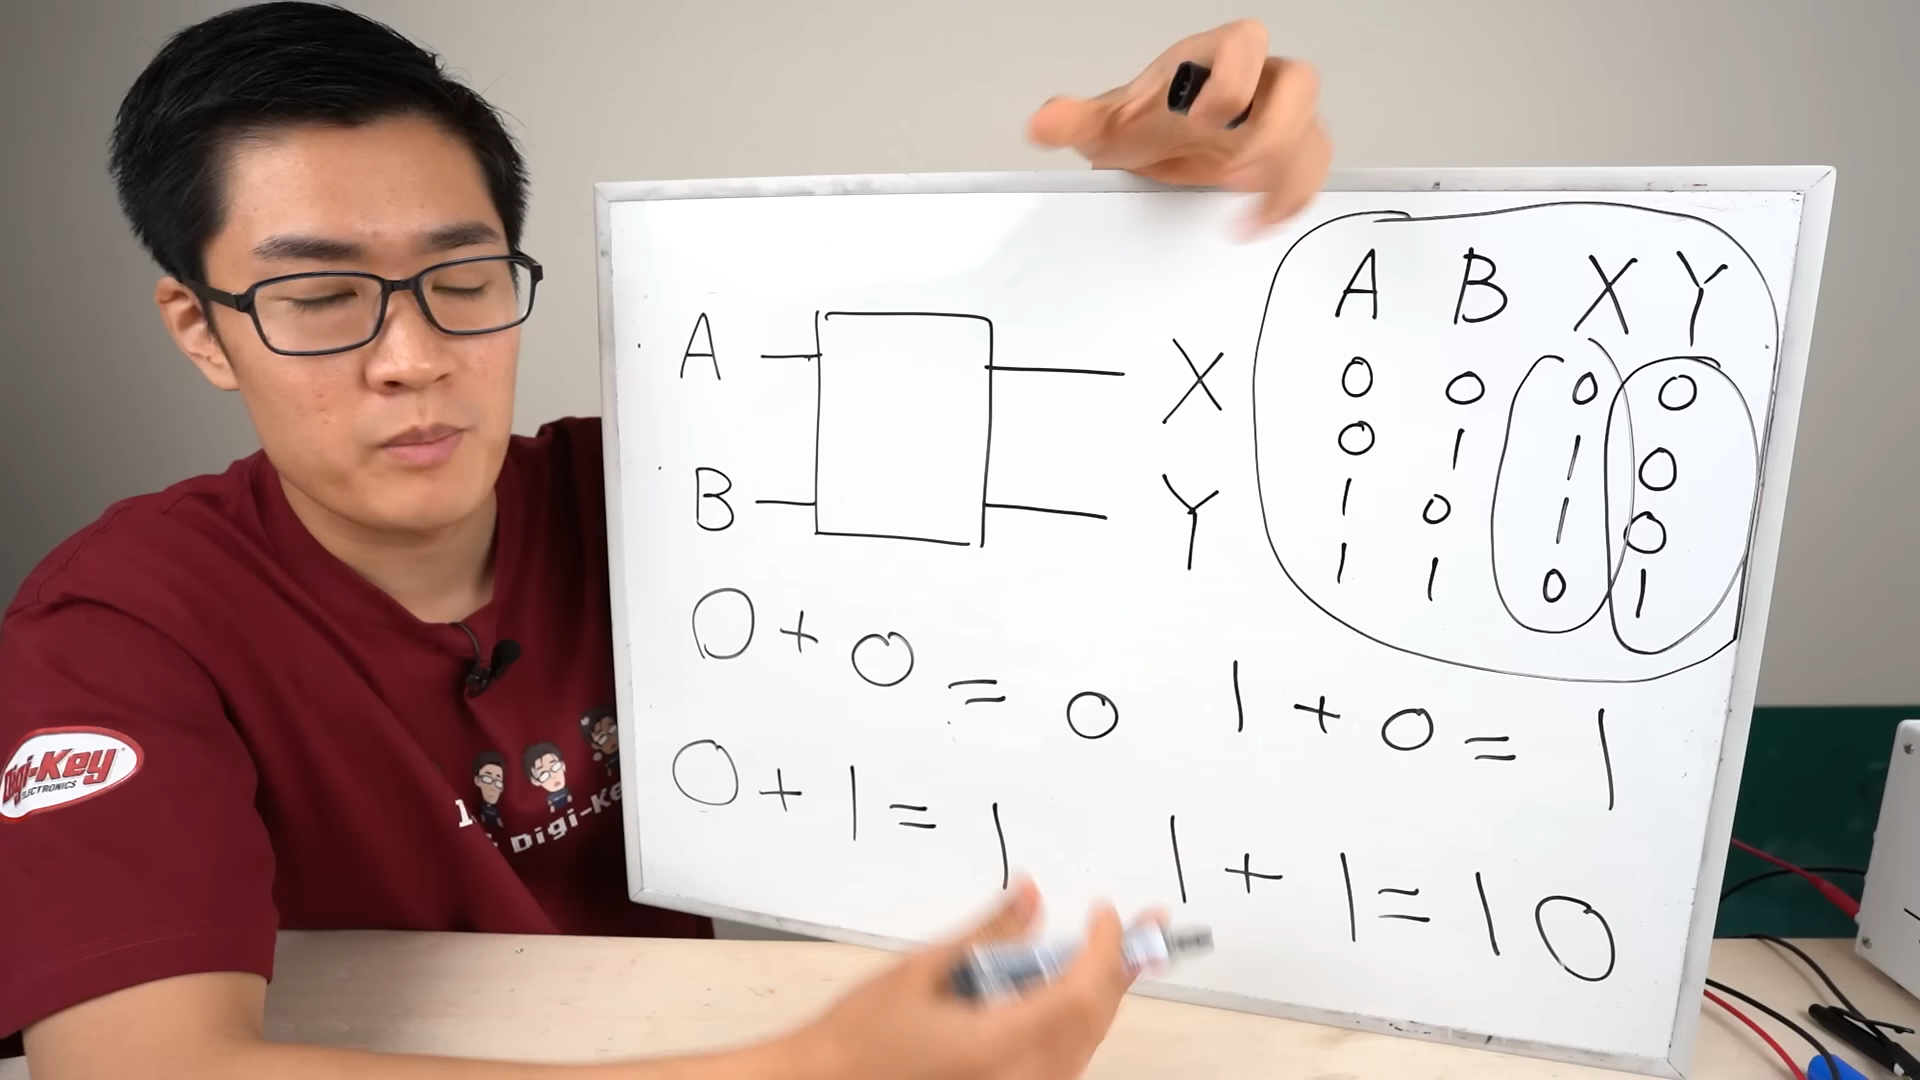 A B X Y
0 0 0 0
0 1 1 0
1 0 1 0
1 1 0 1
A
X
B
Y
0 + 0 = 0
1 + 0 = 1
0 + 1 = 1
1 + 1 = 10
Digi-Key
ELECTRONICS
Digi-Ke